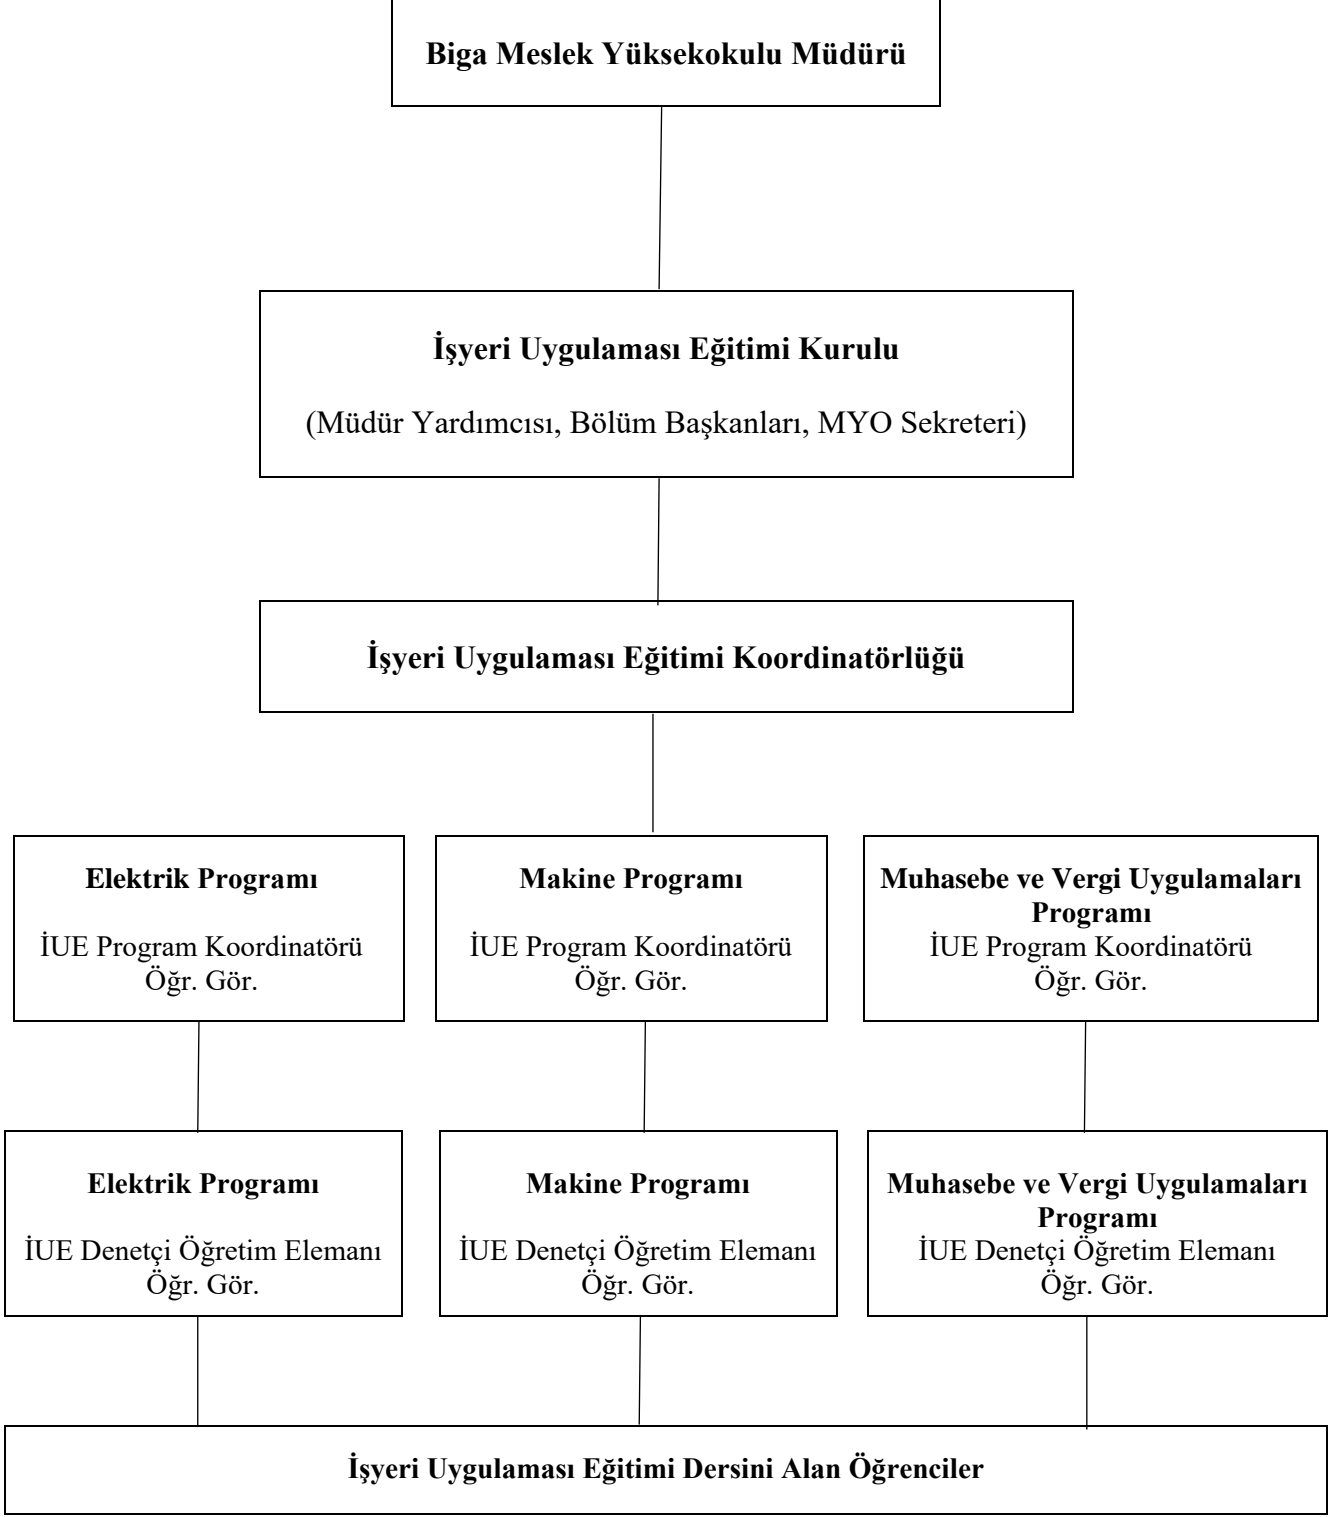 Biga Meslek Yüksekokulu Müdürü
İşyeri Uygulaması Eğitimi Kurulu
(Müdür Yardımcısı, Bölüm Başkanları, MYO Sekreteri)
İşyeri Uygulaması Eğitimi Koordinatörlüğü
Elektrik Programı
İUE Program Koordinatörü
Öğr. Gör.
Makine Programı
İUE Program Koordinatörü
Öğr. Gör.
Muhasebe ve Vergi Uygulamaları
Programı
İUE Program Koordinatörü
Öğr. Gör.
Elektrik Programı
İUE Denetçi Öğretim Elemanı
Öğr. Gör.
Makine Programı
İUE Denetçi Öğretim Elemanı
Öğr. Gör.
Muhasebe ve Vergi Uygulamaları
Programı
İUE Denetçi Öğretim Elemanı
Öğr. Gör.
İşyeri Uygulaması Eğitimi Dersini Alan Öğrenciler